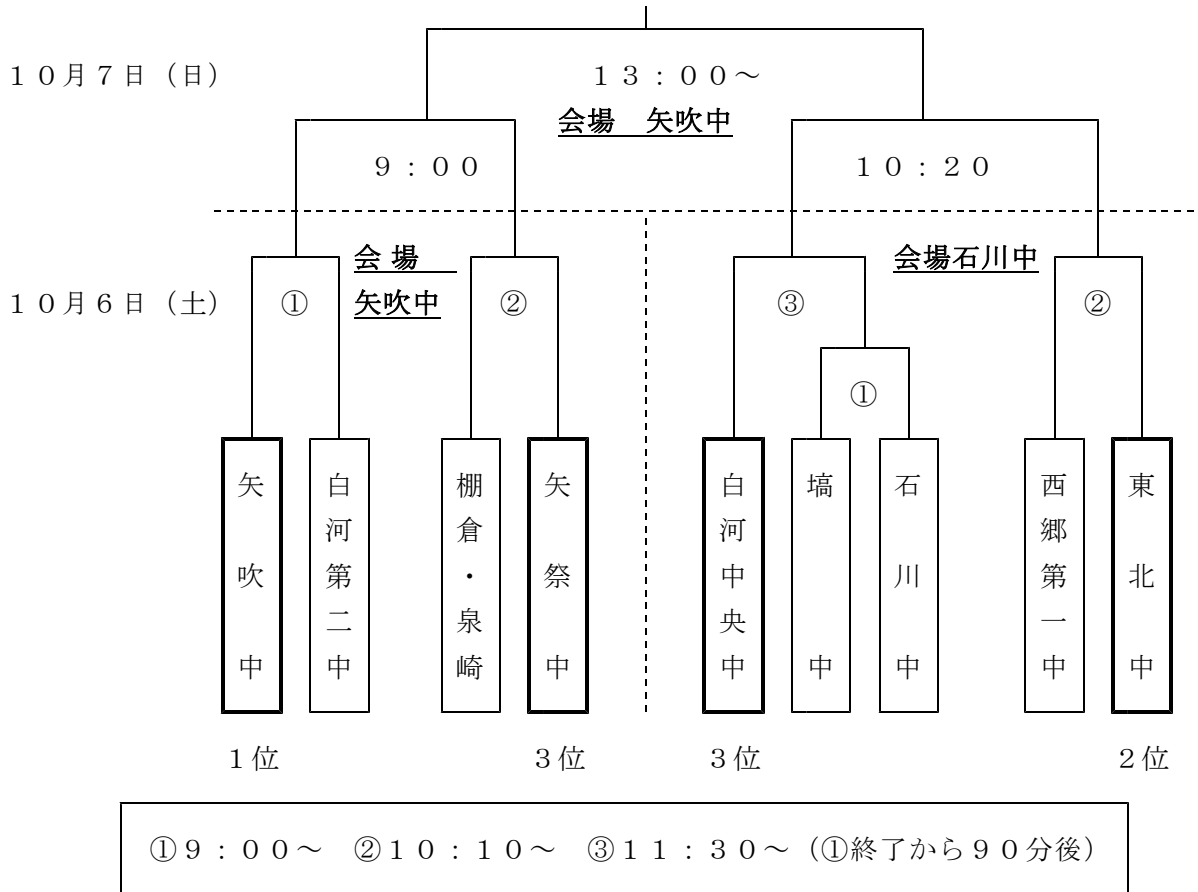 １０月７日（日）
１３：００～
会場　矢吹中
９：００
１０：２０
会 場
矢吹中
会場石川中
１０月６日（土）
①
②
③
②
①
矢吹中
白河第二中
棚倉・泉崎
矢祭中
白河中央中
塙中
石川中
西郷第一中
東北中
１位
３位
３位
２位
①９：００～　②１０：１０～　③１１：３０～（①終了から９０分後）